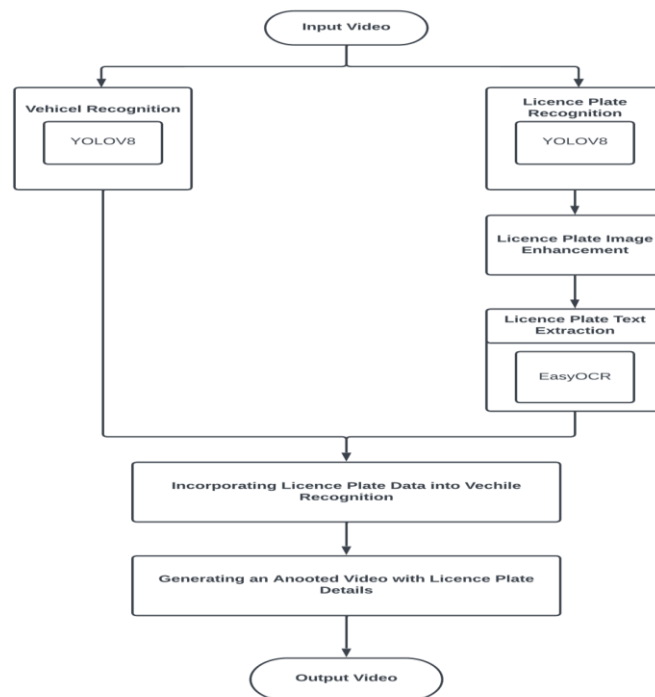 Input Video
Vehicel Recognition
YOLOV8
Licence Plate
Recognition
YOLOV8
Licence Plate Image
Enhancement
Licence Plate Text
Extraction
EasyOCR
Incorporating Licence Plate Data into Vechile
Recognition
Generating an Anooted Video with Licence Plate
Details
Output Video